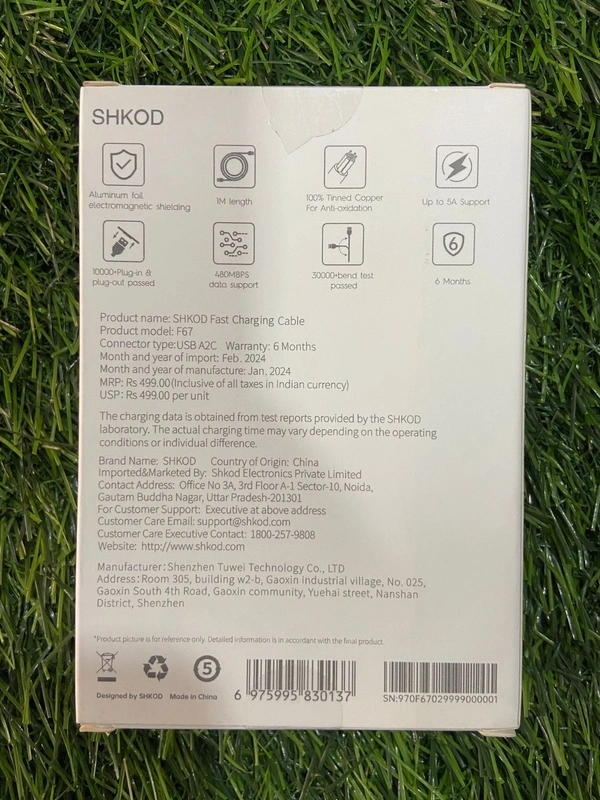 SHKOD
Aluminum foil
electromagnetic shielding
1M length
100% Tinned Copper
For Anti-oxidation
Up to 5A Support
10000+Plug-in &
plug-out passed
480MBPS
data support
30000+bend test
passed
6
6 Months
Product name: SHKOD Fast Charging Cable
Product model: F67
Connector type:USB A2C Warranty: 6 Months
Month and year of import: Feb. 2024
Month and year of manufacture: Jan. 2024
MRP: Rs 499.00(Inclusive of all taxes in Indian currency)
USP: Rs 499.00 per unit
The charging data is obtained from test reports provided by the SHKOD
laboratory. The actual charging time may vary depending on the operating
conditions or individual difference.
Brand Name: SHKOD Country of Origin: China
Imported&Marketed By: Shkod Electronics Private Limited
Contact Address: Office No 3A, 3rd Floor A-1 Sector-10, Noida,
Gautam Buddha Nagar, Uttar Pradesh-201301
For Customer Support: Executive at above address
Customer Care Email: support@shkod.com
Customer Care Executive Contact: 1800-257-9808
Website: http://www.shkod.com
Manufacturer: Shenzhen Tuwei Technology Co., LTD
Address: Room 305, building w2-b, Gaoxin industrial village, No. 025,
Gaoxin South 4th Road, Gaoxin community, Yuehai street, Nanshan
District, Shenzhen
*Product picture is for reference only. Detailed information is in accordance with the final product.
5
Designed by SHKOD Made in China
6 975995 830137
SN:970F67029999000001